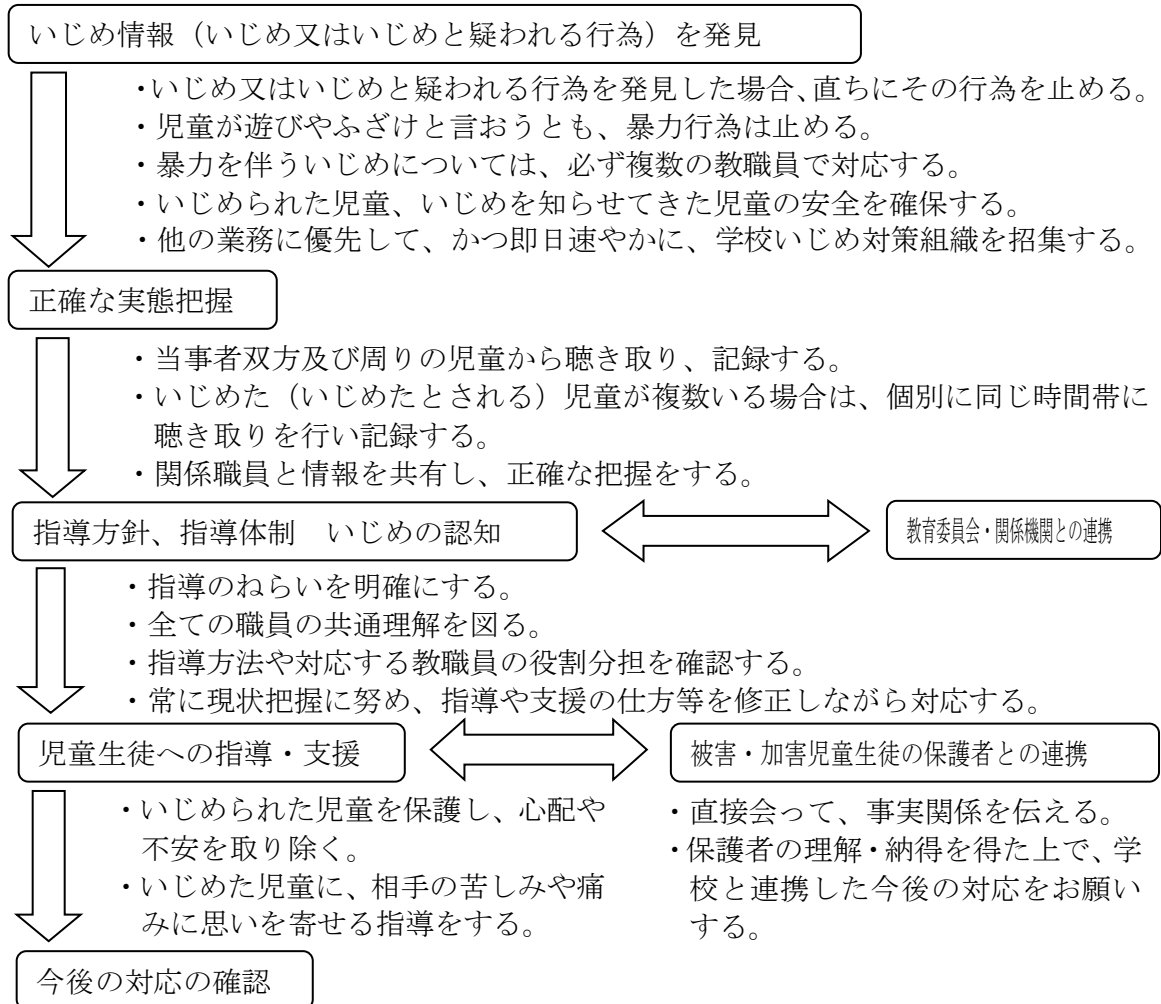 いじめ情報（いじめ又はいじめと疑われる行為）を発見
・いじめ又はいじめと疑われる行為を発見した場合、直ちにその行為を止める。
・児童が遊びやふざけと言おうとも、暴力行為は止める。
・暴力を伴ういじめについては、必ず複数の教職員で対応する。
・いじめられた児童、いじめを知らせてきた児童の安全を確保する。
・他の業務に優先して、かつ即日速やかに、学校いじめ対策組織を招集する。
正確な実態把握
・当事者双方及び周りの児童から聴き取り、記録する。
・いじめた（いじめたとされる）児童が複数いる場合は、個別に同じ時間帯に
聴き取りを行い記録する。
・関係職員と情報を共有し、正確な把握をする。
指導方針、指導体制　いじめの認知
教育委員会・関係機関との連携
・指導のねらいを明確にする。
・全ての職員の共通理解を図る。
・指導方法や対応する教職員の役割分担を確認する。
・常に現状把握に努め、指導や支援の仕方等を修正しながら対応する。
児童生徒への指導・支援
被害・加害児童生徒の保護者との連携
・いじめられた児童を保護し、心配や
不安を取り除く。
・いじめた児童に、相手の苦しみや痛
みに思いを寄せる指導をする。
・直接会って、事実関係を伝える。
・保護者の理解・納得を得た上で、学
校と連携した今後の対応をお願い
する。
今後の対応の確認